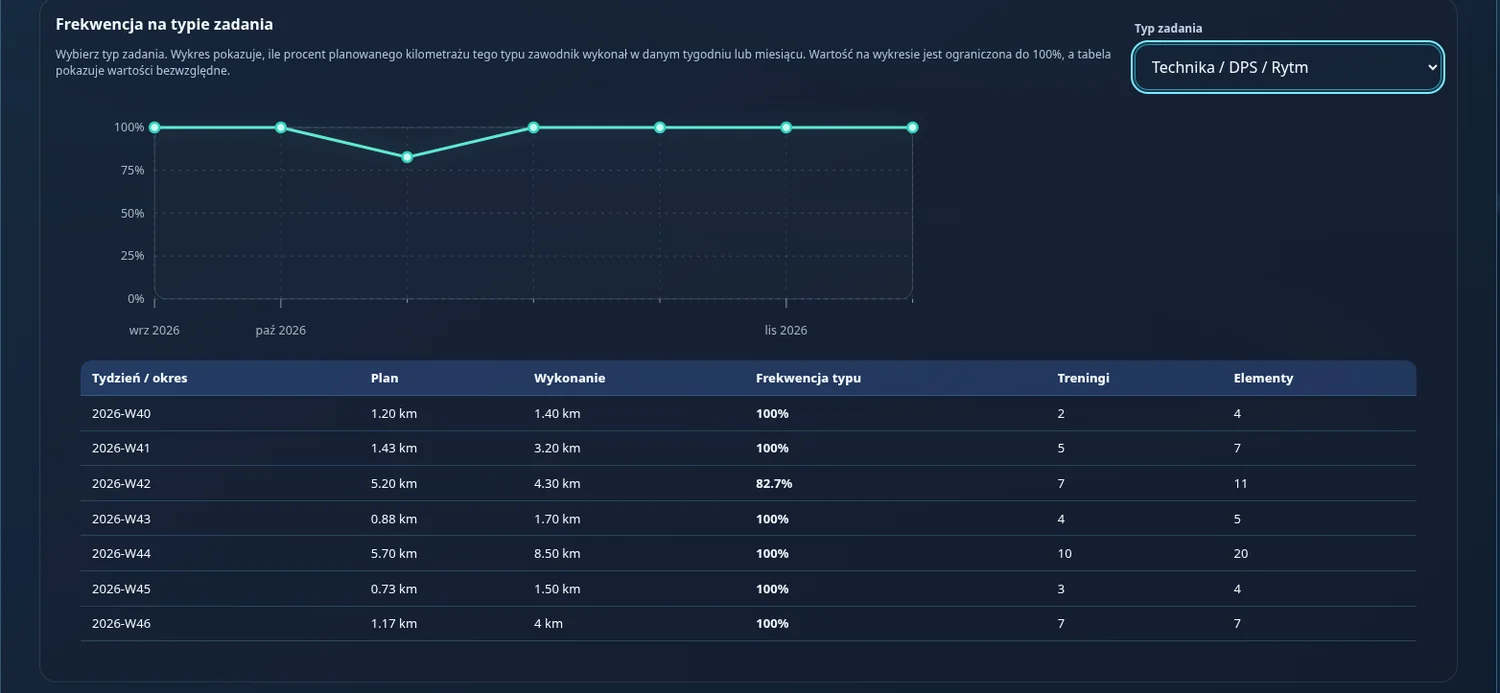 Frekwencja na typie zadania
Wybierz typ zadania. Wykres pokazuje, ile procent planowanego kilometrażu tego typu zawodnik wykonał w danym tygodniu lub miesiącu. Wartość na wykresie jest ograniczona do 100%, a tabela
pokazuje wartości bezwzględne.
Typ zadania
Technika / DPS / Rytm
100%
75%
50%
25%
0%
wrz 2026 paź 2026 lis 2026
Tydzień / okres Plan Wykonanie Frekwencja typu Treningi Elementy
2026-W40 1.20 km 1.40 km 100% 2 4
2026-W41 1.43 km 3.20 km 100% 5 7
2026-W42 5.20 km 4.30 km 82.7% 7 11
2026-W43 0.88 km 1.70 km 100% 4 5
2026-W44 5.70 km 8.50 km 100% 10 20
2026-W45 0.73 km 1.50 km 100% 3 4
2026-W46 1.17 km 4 km 100% 7 7